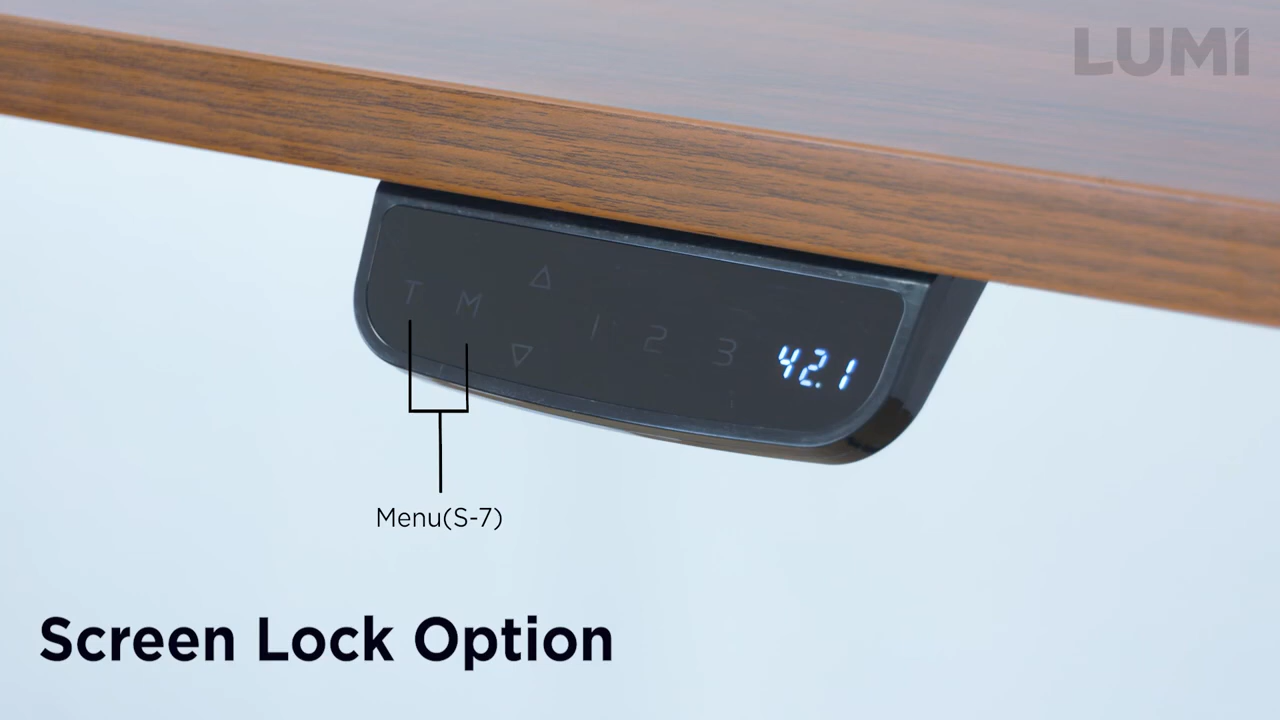 LUMI
T M △ 1 2 3 42.1
▽
Menu(S-7)
Screen Lock Option